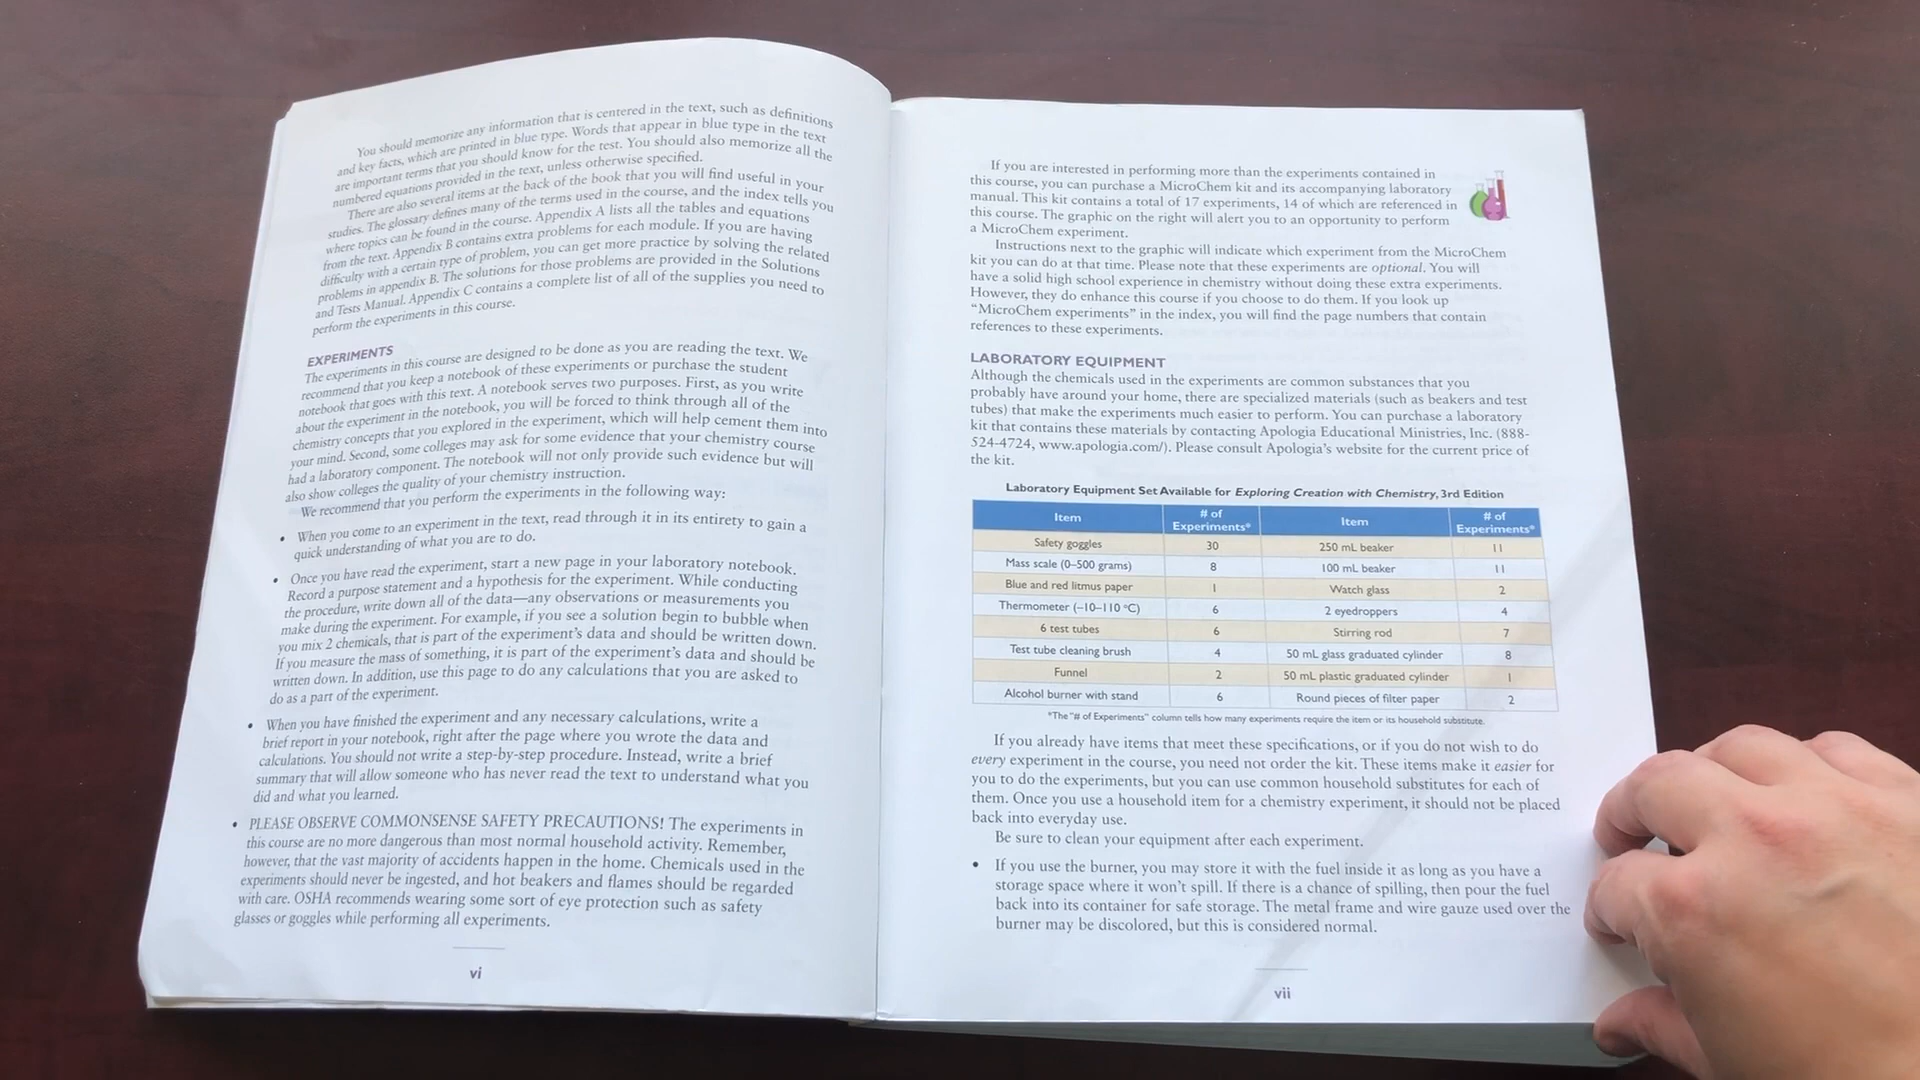 You should memorize any information that is centered in the text, such as definitions
and key facts, which are printed in blue type. Words that appear in blue type in the text
are important terms that you should know for the test. You should also memorize all the
numbered equations provided in the text, unless otherwise specified.
There are also several items at the back of the book that you will find useful in your
studies. The glossary defines many of the terms used in the course, and the index tells you
where topics can be found in the course. Appendix A lists all the tables and equations
from the text. Appendix B contains extra problems for each module. If you are having
difficulty with a certain type of problem, you can get more practice by solving the related
problems in appendix B. The solutions for those problems are provided in the Solutions
and Tests Manual. Appendix C contains a complete list of all of the supplies you need to
perform the experiments in this course.
EXPERIMENTS
The experiments in this course are designed to be done as you are reading the text. We
recommend that you keep a notebook of these experiments or purchase the student
notebook that goes with this text. A notebook serves two purposes. First, as you write
about the experiment in the notebook, you will be forced to think through all of the
chemistry concepts that you explored in the experiment, which will help cement them into
your mind. Second, some colleges may ask for some evidence that your chemistry course
had a laboratory component. The notebook will not only provide such evidence but will
also show colleges the quality of your chemistry instruction.
We recommend that you perform the experiments in the following way:
• When you come to an experiment in the text, read through it in its entirety to gain a
quick understanding of what you are to do.
• Once you have read the experiment, start a new page in your laboratory notebook.
Record a purpose statement and a hypothesis for the experiment. While conducting
the procedure, write down all of the data—any observations or measurements you
make during the experiment. For example, if you see a solution begin to bubble when
you mix 2 chemicals, that is part of the experiment's data and should be written down.
If you measure the mass of something, it is part of the experiment's data and should be
written down. In addition, use this page to do any calculations that you are asked to
do as a part of the experiment.
• When you have finished the experiment and any necessary calculations, write a
brief report in your notebook, right after the page where you wrote the data and
calculations. You should not write a step-by-step procedure. Instead, write a brief
summary that will allow someone who has never read the text to understand what you
did and what you learned.
• PLEASE OBSERVE COMMONSENSE SAFETY PRECAUTIONS! The experiments in
this course are no more dangerous than most normal household activity. Remember,
however, that the vast majority of accidents happen in the home. Chemicals used in the
experiments should never be ingested, and hot beakers and flames should be regarded
with care. OSHA recommends wearing some sort of eye protection such as safety
glasses or goggles while performing all experiments.
vi
If you are interested in performing more than the experiments contained in
this course, you can purchase a MicroChem kit and its accompanying laboratory
manual. This kit contains a total of 17 experiments, 14 of which are referenced in
this course. The graphic on the right will alert you to an opportunity to perform
a MicroChem experiment.
Instructions next to the graphic will indicate which experiment from the MicroChem
kit you can do at that time. Please note that these experiments are optional. You will
have a solid high school experience in chemistry without doing these extra experiments.
However, they do enhance this course if you choose to do them. If you look up
“MicroChem experiments” in the index, you will find the page numbers that contain
references to these experiments.
LABORATORY EQUIPMENT
Although the chemicals used in the experiments are common substances that you
probably have around your home, there are specialized materials (such as beakers and test
tubes) that make the experiments much easier to perform. You can purchase a laboratory
kit that contains these materials by contacting Apologia Educational Ministries, Inc. (888-
524-4724, www.apologia.com/). Please consult Apologia's website for the current price of
the kit.
Laboratory Equipment Set Available for Exploring Creation with Chemistry, 3rd Edition
Item # of Experiments* Item # of Experiments*
Safety goggles 30 250 mL beaker 11
Mass scale (0–500 grams) 8 100 mL beaker 11
Blue and red litmus paper 1 Watch glass 2
Thermometer (–10–110 °C) 6 2 eyedroppers 4
6 test tubes 6 Stirring rod 7
Test tube cleaning brush 4 50 mL glass graduated cylinder 8
Funnel 2 50 mL plastic graduated cylinder 1
Alcohol burner with stand 6 Round pieces of filter paper 2
*The "# of Experiments" column tells how many experiments require the item or its household substitute.
If you already have items that meet these specifications, or if you do not wish to do
every experiment in the course, you need not order the kit. These items make it easier for
you to do the experiments, but you can use common household substitutes for each of
them. Once you use a household item for a chemistry experiment, it should not be placed
back into everyday use.
Be sure to clean your equipment after each experiment.
• If you use the burner, you may store it with the fuel inside it as long as you have a
storage space where it won't spill. If there is a chance of spilling, then pour the fuel
back into its container for safe storage. The metal frame and wire gauze used over the
burner may be discolored, but this is considered normal.
vii